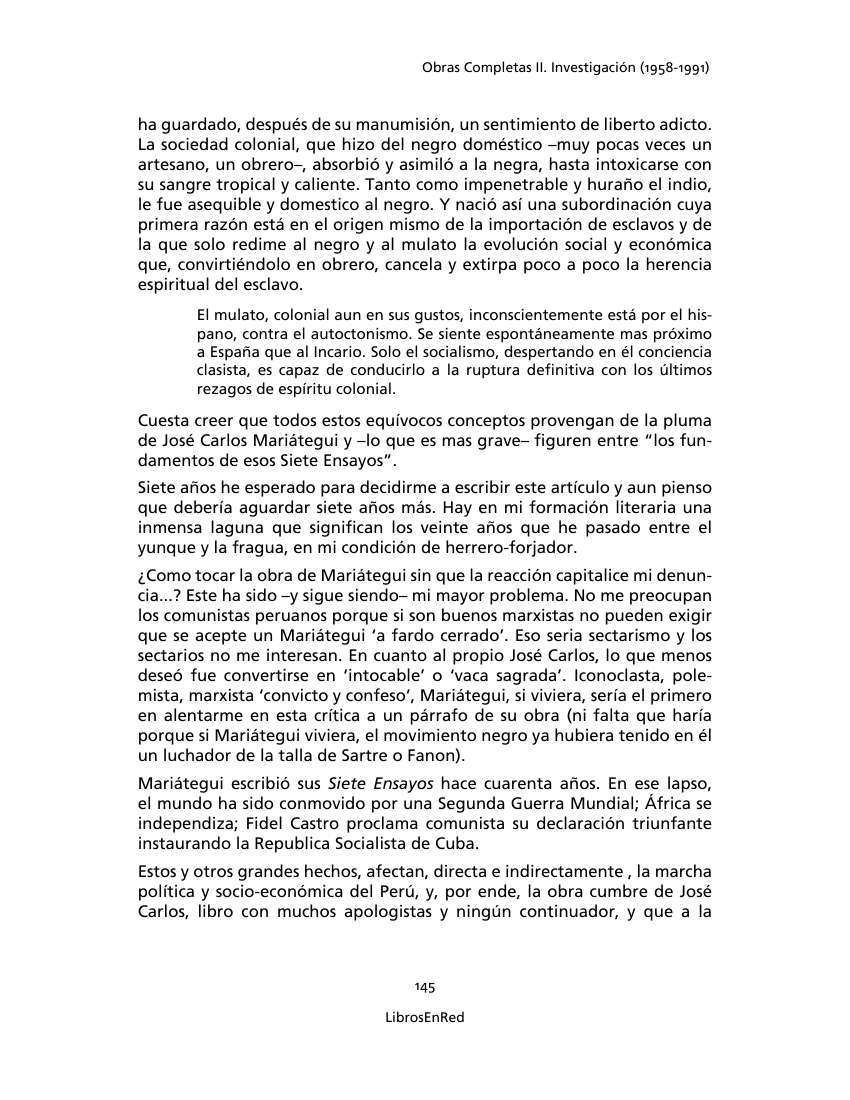 Obras Completas II. Investigación (1958-1991)
ha guardado, después de su manumisión, un sentimiento de liberto adicto.
La sociedad colonial, que hizo del negro doméstico –muy pocas veces un
artesano, un obrero–, absorbió y asimiló a la negra, hasta intoxicarse con
su sangre tropical y caliente. Tanto como impenetrable y huraño el indio,
le fue asequible y domestico al negro. Y nació así una subordinación cuya
primera razón está en el origen mismo de la importación de esclavos y de
la que solo redime al negro y al mulato la evolución social y económica
que, convirtiéndolo en obrero, cancela y extirpa poco a poco la herencia
espiritual del esclavo.
El mulato, colonial aun en sus gustos, inconscientemente está por el his-
pano, contra el autoctonismo. Se siente espontáneamente mas próximo
a España que al Incario. Solo el socialismo, despertando en él conciencia
clasista, es capaz de conducirlo a la ruptura definitiva con los últimos
rezagos de espíritu colonial.
Cuesta creer que todos estos equívocos conceptos provengan de la pluma
de José Carlos Mariátegui y –lo que es mas grave– figuren entre “los fun-
damentos de esos Siete Ensayos”.
Siete años he esperado para decidirme a escribir este artículo y aun pienso
que debería aguardar siete años más. Hay en mi formación literaria una
inmensa laguna que significan los veinte años que he pasado entre el
yunque y la fragua, en mi condición de herrero-forjador.
¿Como tocar la obra de Mariátegui sin que la reacción capitalice mi denun-
cia...? Este ha sido –y sigue siendo– mi mayor problema. No me preocupan
los comunistas peruanos porque si son buenos marxistas no pueden exigir
que se acepte un Mariátegui ‘a fardo cerrado’. Eso seria sectarismo y los
sectarios no me interesan. En cuanto al propio José Carlos, lo que menos
deseó fue convertirse en ‘intocable’ o ‘vaca sagrada’. Iconoclasta, pole-
mista, marxista ‘convicto y confeso’, Mariátegui, si viviera, sería el primero
en alentarme en esta crítica a un párrafo de su obra (ni falta que haría
porque si Mariátegui viviera, el movimiento negro ya hubiera tenido en él
un luchador de la talla de Sartre o Fanon).
Mariátegui escribió sus Siete Ensayos hace cuarenta años. En ese lapso,
el mundo ha sido conmovido por una Segunda Guerra Mundial; África se
independiza; Fidel Castro proclama comunista su declaración triunfante
instaurando la Republica Socialista de Cuba.
Estos y otros grandes hechos, afectan, directa e indirectamente , la marcha
política y socio-económica del Perú, y, por ende, la obra cumbre de José
Carlos, libro con muchos apologistas y ningún continuador, y que a la
145
LibrosEnRed